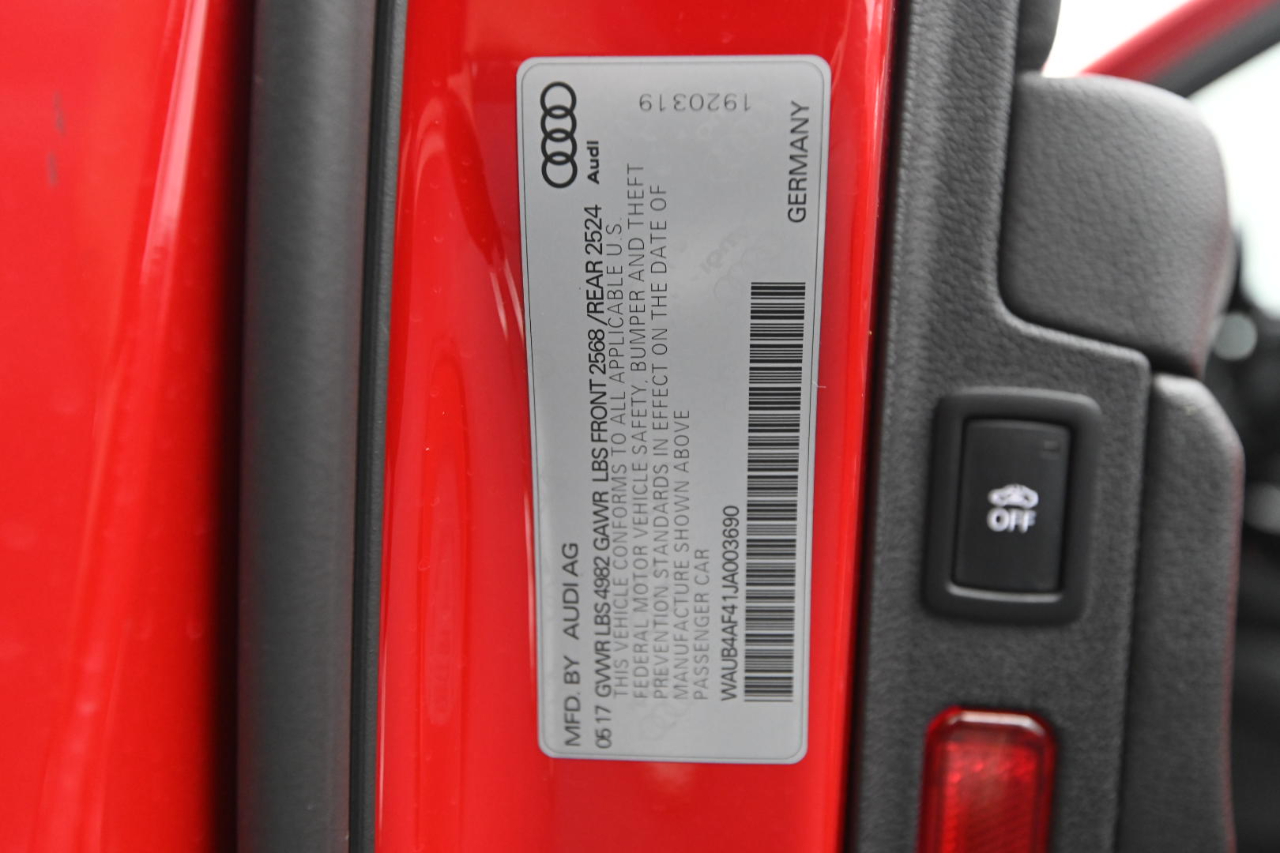 MFD. BY AUDI AG
Audi
05 17 GVWR LBS 4982 GAWR LBS FRONT 2568 /REAR 2524
THIS VEHICLE CONFORMS TO ALL APPLICABLE U.S.
FEDERAL MOTOR VEHICLE SAFETY, BUMPER AND THEFT
PREVENTION STANDARDS IN EFFECT ON THE DATE OF
MANUFACTURE SHOWN ABOVE
PASSENGER CAR
WAUB4AF41JA003690
GERMANY
1920319
OFF